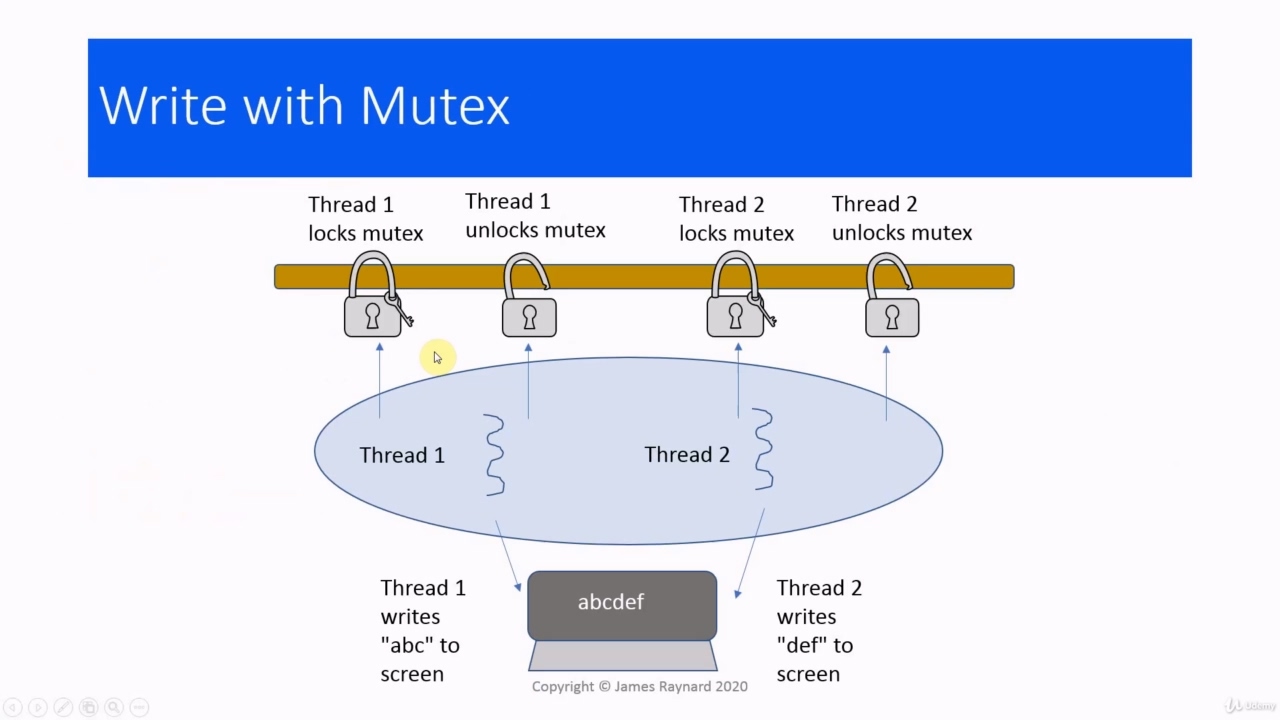 Write with Mutex
Thread 1
locks mutex
Thread 1
unlocks mutex
Thread 2
locks mutex
Thread 2
unlocks mutex
Thread 1
Thread 2
Thread 1
writes
"abc" to
screen
abcdef
Thread 2
writes
"def" to
screen
Copyright © James Raynard 2020
Udemy